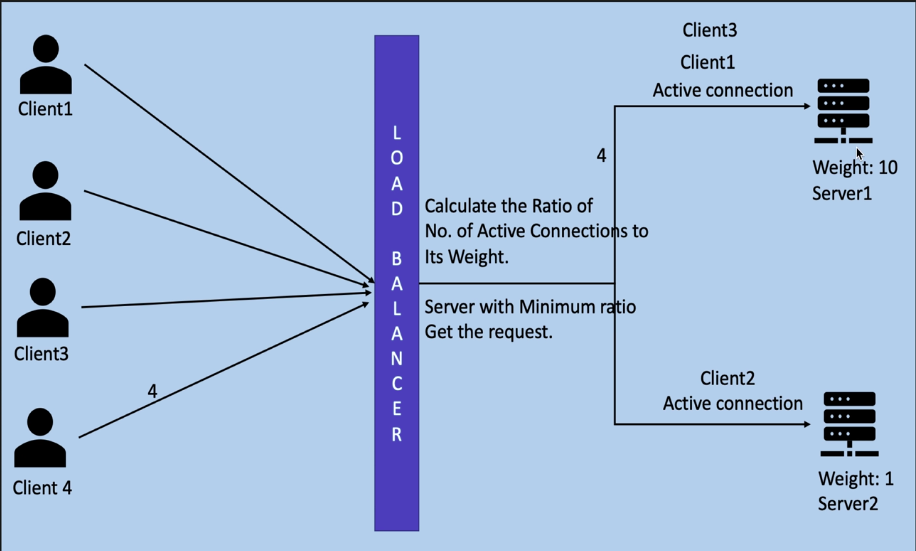 Client1
Client2
Client3
4
Client 4
LOAD BALANCER
Calculate the Ratio of
No. of Active Connections to
Its Weight.
Server with Minimum ratio
Get the request.
4
Client3
Client1
Active connection
Weight: 10
Server1
Client2
Active connection
Weight: 1
Server2